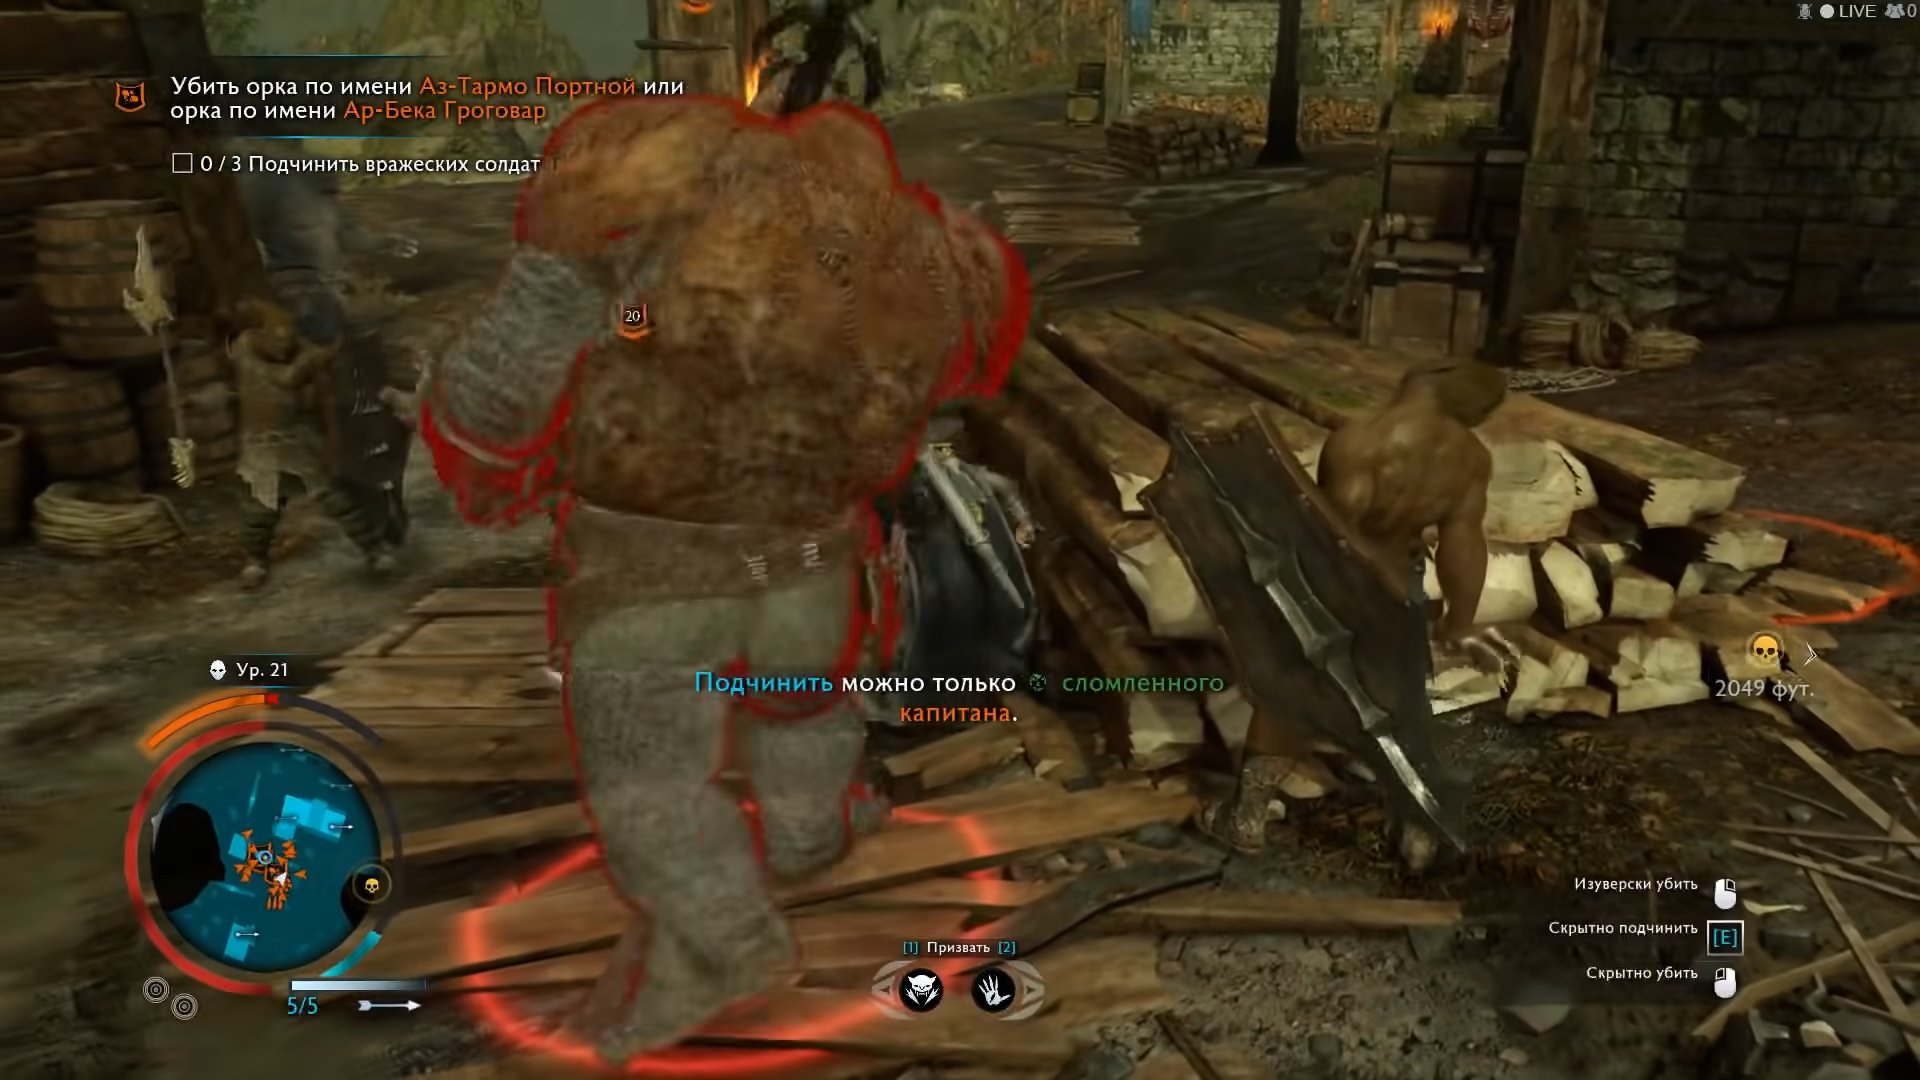 LIVE 0
Убить орка по имени Аз-Тармо Портной или
орка по имени Ар-Бека Гроговар
0 / 3 Подчинить вражеских солдат
20
Ур. 21
Подчинить можно только сломленного
капитана.
2049 фут.
Изуверски убить
Скрытно подчинить [E]
Скрытно убить
[1] Призвать [2]
5/5